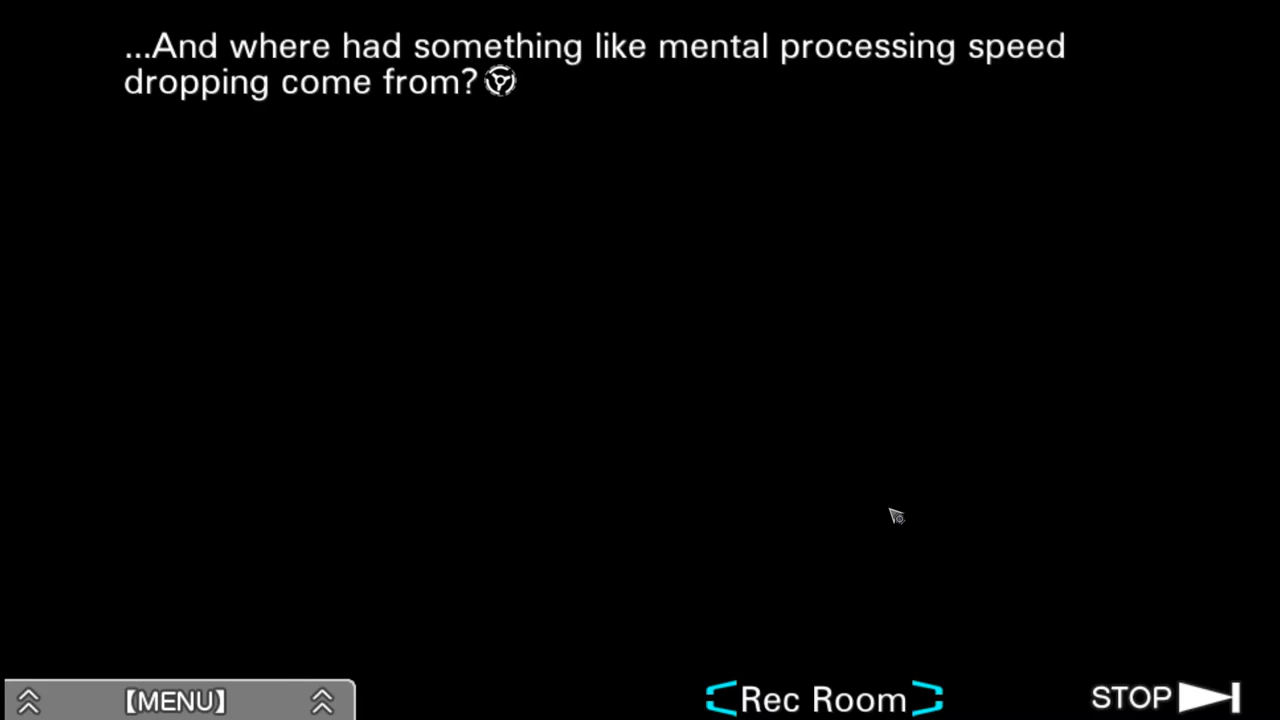 ...And where had something like mental processing speed
dropping come from?
【MENU】
Rec Room
STOP